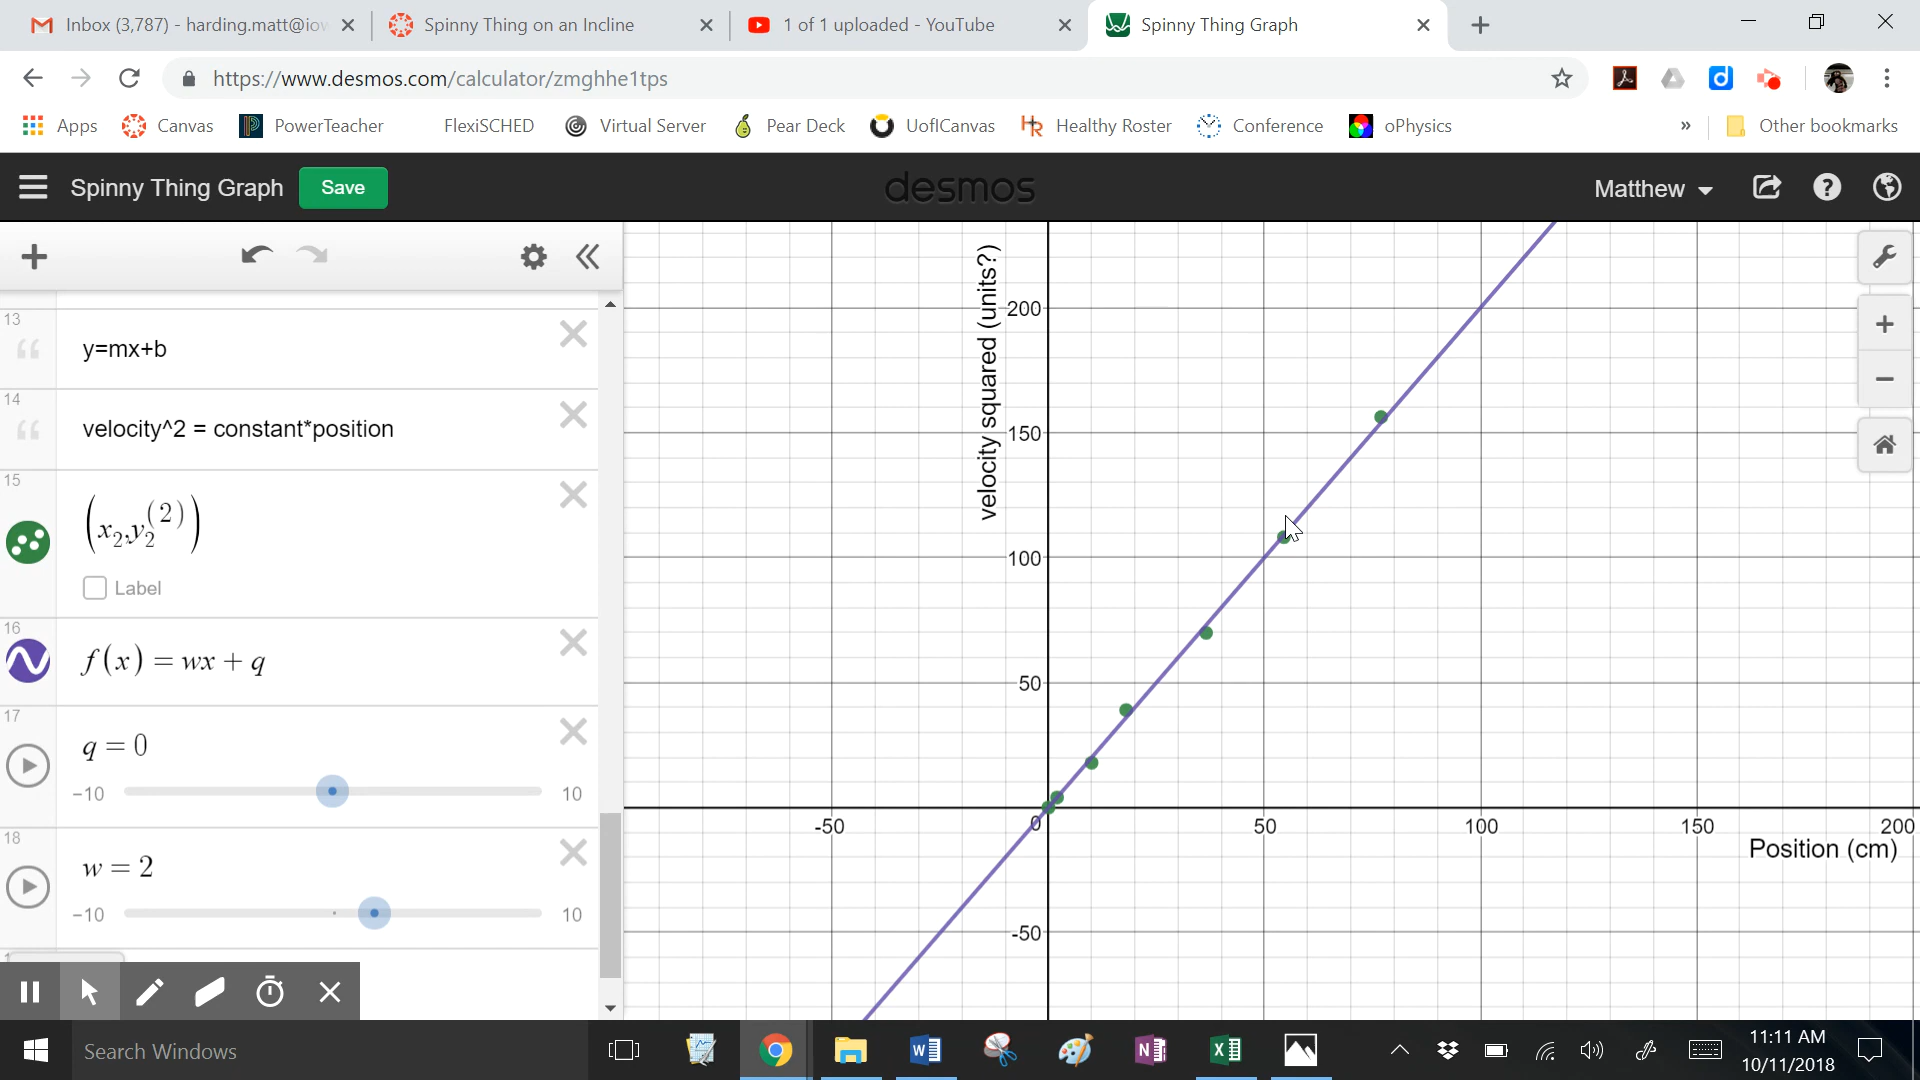 Inbox (3,787) - harding.matt@iow
Spinny Thing on an Incline
1 of 1 uploaded - YouTube
Spinny Thing Graph
https://www.desmos.com/calculator/zmghhe1tps
Apps
Canvas
PowerTeacher
FlexiSCHED
Virtual Server
Pear Deck
UofICanvas
Healthy Roster
Conference
oPhysics
»
Other bookmarks
Spinny Thing Graph
Save
desmos
Matthew
13
y=mx+b
14
velocity^2 = constant*position
15
(x₂,y₂^(2))
Label
16
f(x) = wx + q
17
q = 0
-10
10
18
w = 2
-10
10
velocity squared (units?)
200
150
100
50
-50
-50
0
50
100
150
200
Position (cm)
Search Windows
11:11 AM
10/11/2018